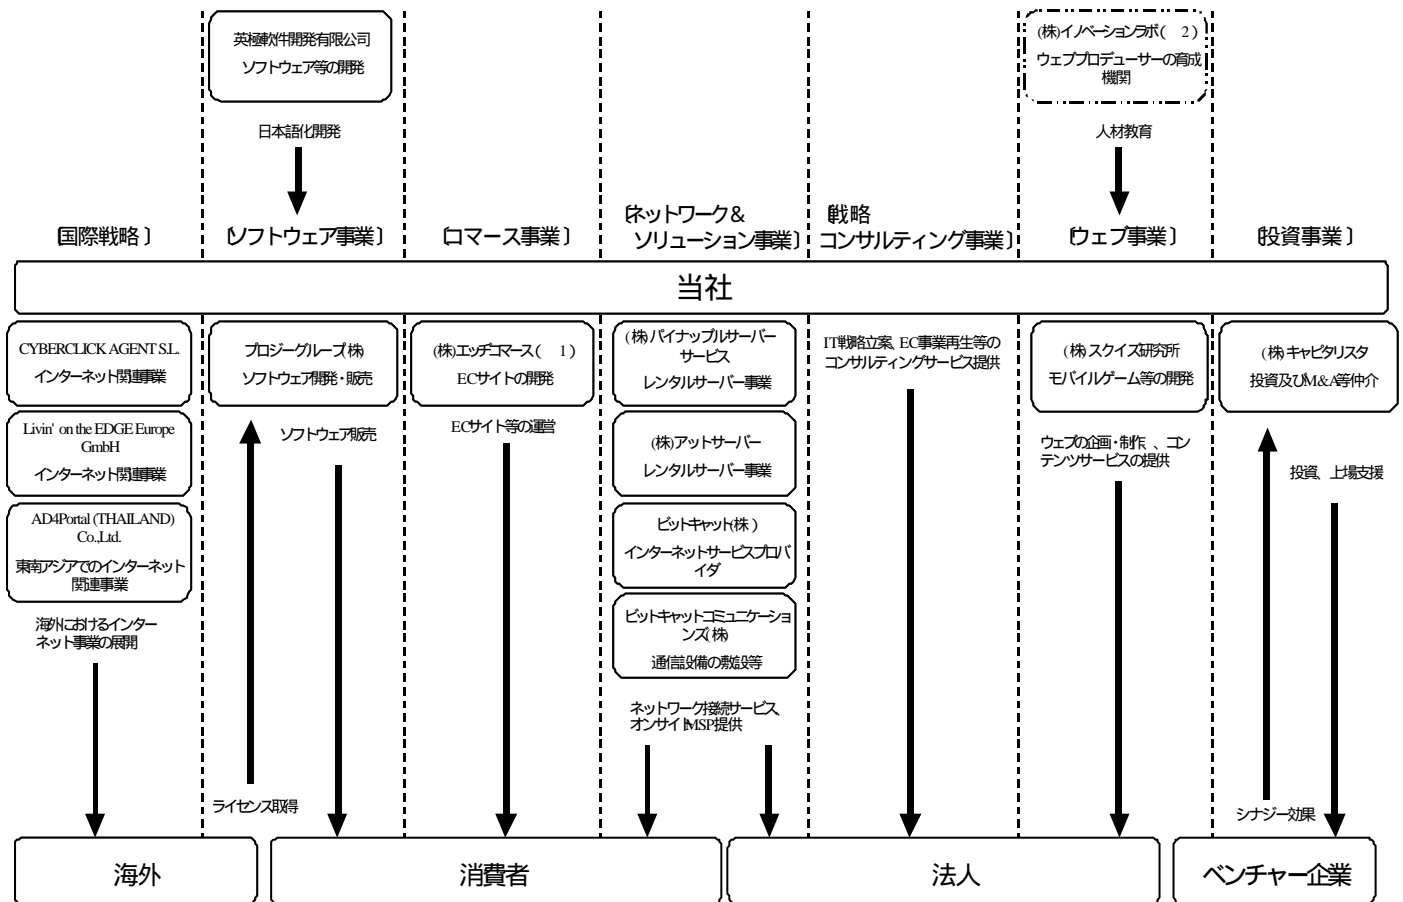 英極軟件開発有限公司
ソフトウェア等の開発
(株)イノベーションラボ(　2)
ウェブプロデューサーの育成
機関
日本語化開発
人材教育
〔国際戦略〕
〔ソフトウェア事業〕
〔コマース事業〕
〔ネットワーク＆
ソリューション事業〕
〔戦略
コンサルティング事業〕
〔ウェブ事業〕
〔投資事業〕
当社
CYBERCLICK AGENT S.L.
インターネット関連事業
Livin' on the EDGE Europe
GmbH
インターネット関連事業
AD4Portal (THAILAND)
Co.,Ltd.
東南アジアでのインターネット
関連事業
海外におけるインター
ネット事業の展開
プロジーグループ(株)
ソフトウェア開発・販売
ソフトウェア販売
ライセンス取得
(株)エッヂコマース(　1)
ECサイトの開発
ECサイト等の運営
(株)パイナップルサーバー
サービス
レンタルサーバー事業
(株)アットサーバー
レンタルサーバー事業
ビットキャット(株)
インターネットサービスプロバ
イダ
ビットキャットコミュニケーショ
ンズ(株)
通信設備の敷設等
ネットワーク接続サービス、
オンサイトMSP提供
IT戦略立案、EC事業再生等の
コンサルティングサービス提供
(株)スクイズ研究所
モバイルゲーム等の開発
ウェブの企画・制作、コン
テンツサービスの提供
(株)キャピタリスタ
投資及びM&A等仲介
投資、上場支援
シナジー効果
海外
消費者
法人
ベンチャー企業